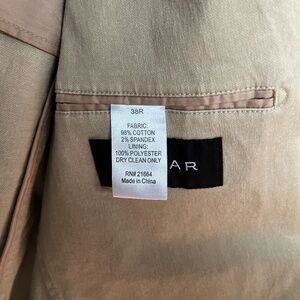 38R
FABRIC:
98% COTTON
2% SPANDEX
LINING:
100% POLYESTER
DRY CLEAN ONLY
RN# 21664
Made in China
AR